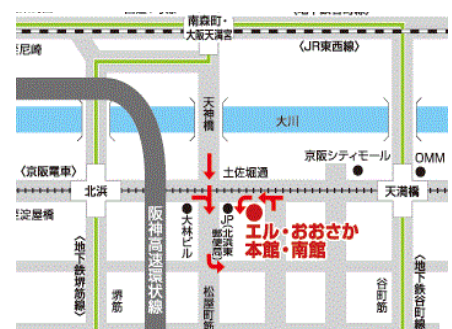 南森町・
大阪天満宮
尼崎
〈JR東西線〉
天神橋
大川
京阪シティモール
OMM
〈京阪電車〉
土佐堀通
北浜
天満橋
淀屋橋
大林ビル
JP(北浜東
郵便局)
エル・おおさか
本館・南館
阪神高速環状線
〈地下鉄堺筋線〉
堺筋
松屋町筋
谷町筋
〈地下鉄谷町線〉